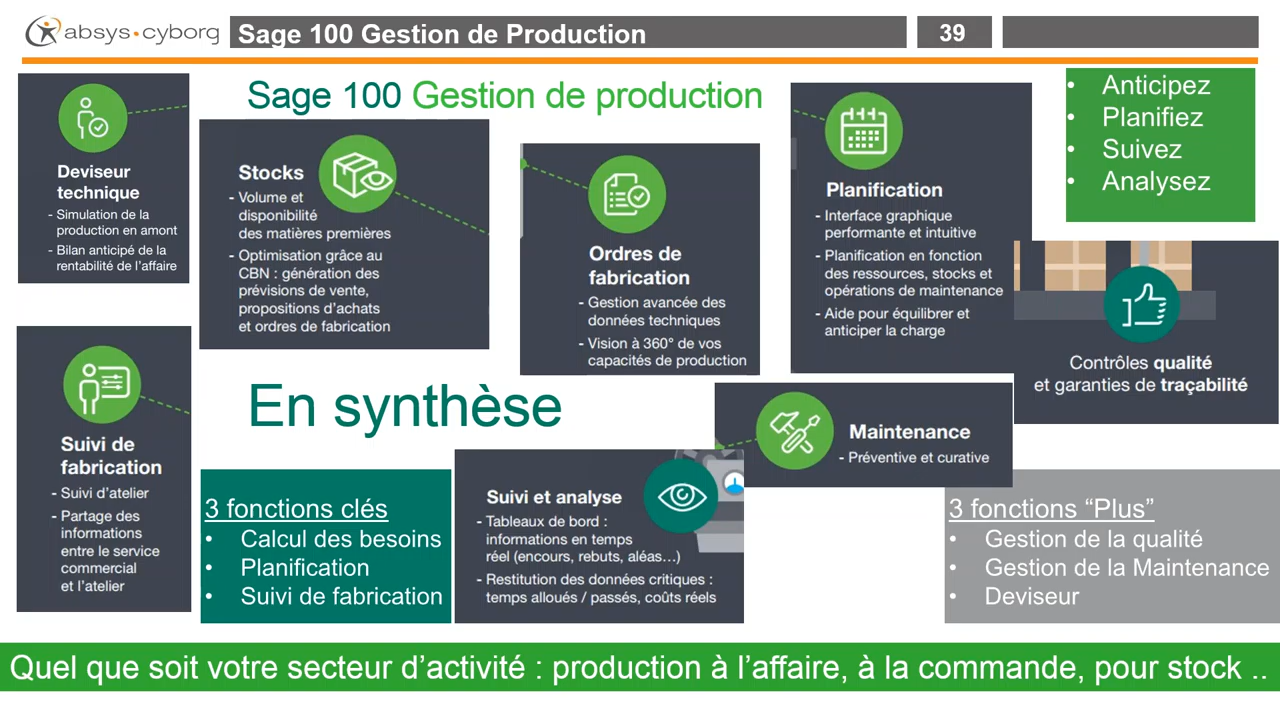 absys cyborg
Sage 100 Gestion de Production
39
Sage 100 Gestion de production
Deviseur
technique
- Simulation de la
production en amont
- Bilan anticipé de la
rentabilité de l'affaire
Stocks
- Volume et
disponibilité
des matières premières
- Optimisation grâce au
CBN : génération des
prévisions de vente,
propositions d'achats
et ordres de fabrication
Ordres de
fabrication
- Gestion avancée des
données techniques
- Vision à 360° de vos
capacités de production
Planification
- Interface graphique
performante et intuitive
- Planification en fonction
des ressources, stocks et
opérations de maintenance
- Aide pour équilibrer et
anticiper la charge
• Anticipez
• Planifiez
• Suivez
• Analysez
Contrôles qualité
et garanties de traçabilité
Suivi de
fabrication
- Suivi d'atelier
- Partage des
informations
entre le service
commercial
et l'atelier
En synthèse
3 fonctions clés
• Calcul des besoins
• Planification
• Suivi de fabrication
Suivi et analyse
- Tableaux de bord :
informations en temps
réel (encours, rebuts, aléas...)
- Restitution des données critiques :
temps alloués / passés, coûts réels
Maintenance
- Préventive et curative
3 fonctions “Plus”
• Gestion de la qualité
• Gestion de la Maintenance
• Deviseur
Quel que soit votre secteur d'activité : production à l'affaire, à la commande, pour stock ..